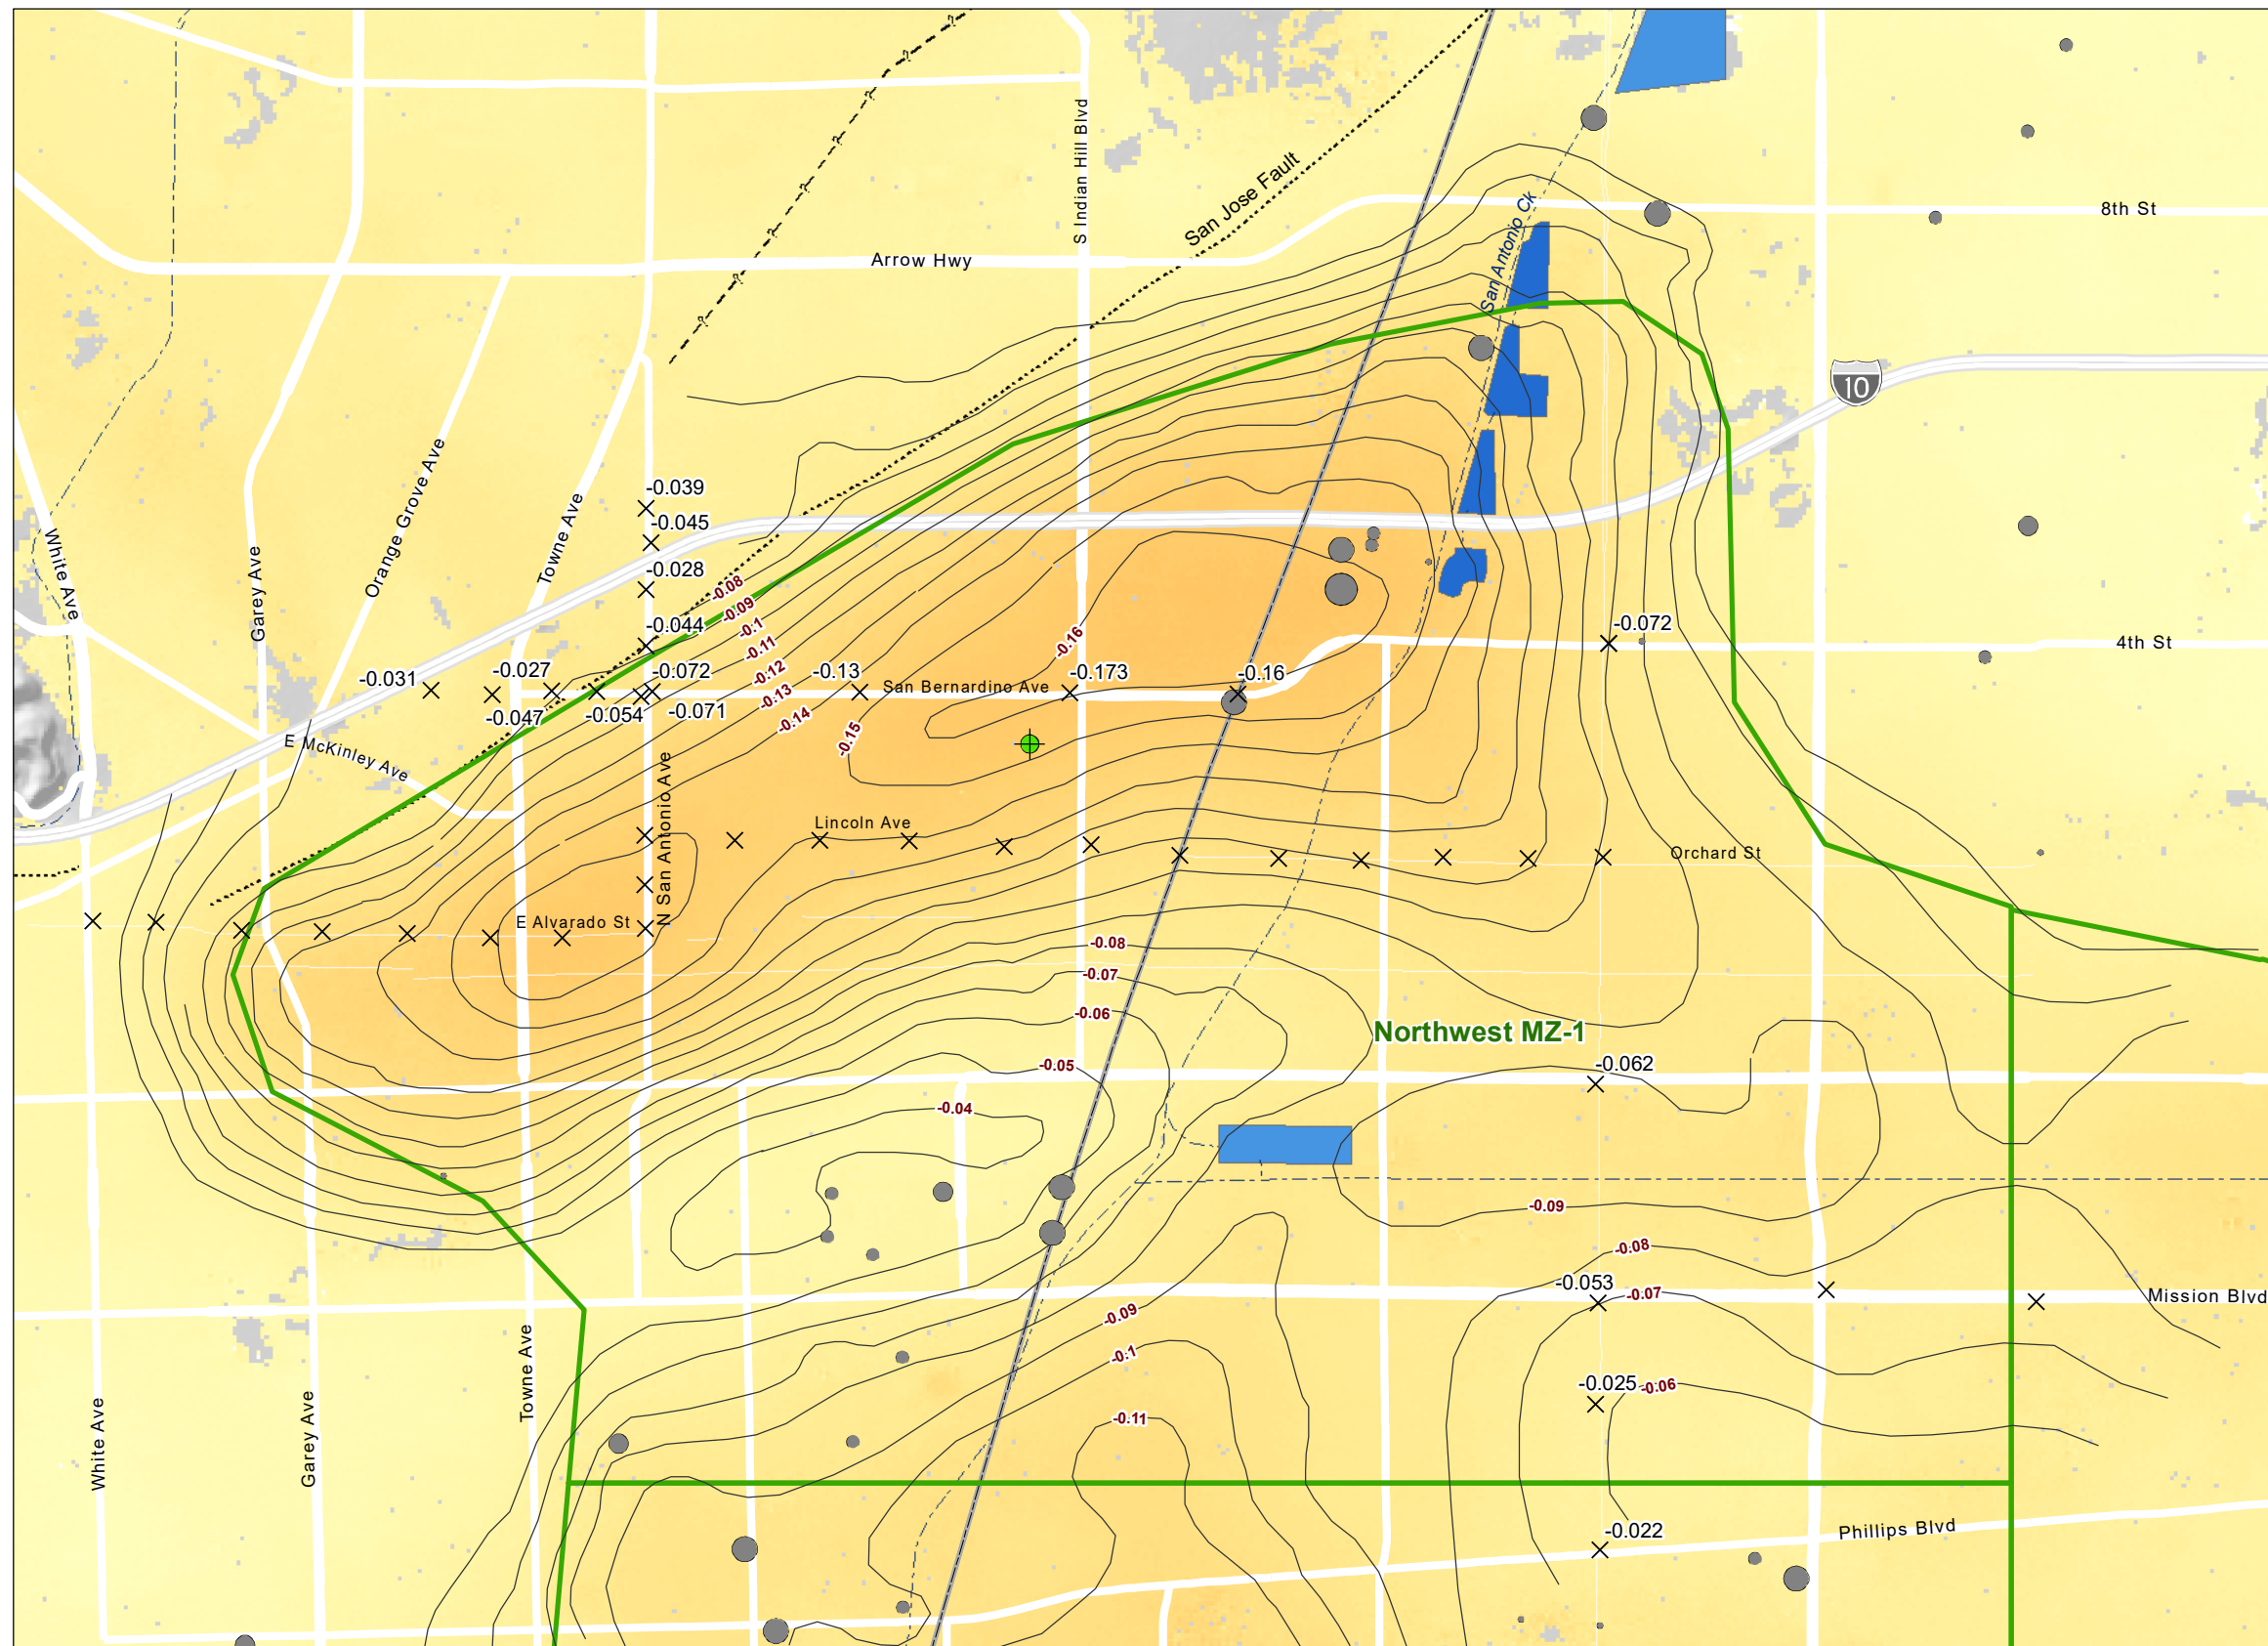 S Indian Hill Blvd
San Jose Fault
San Antonio Ck
8th St
Arrow Hwy
10
White Ave
Garey Ave
Orange Grove Ave
Towne Ave
-0.039
-0.045
-0.028
-0.044
-0.08
-0.09
-0.1
-0.11
-0.12
-0.13
-0.14
-0.15
-0.16
-0.072
4th St
-0.031
-0.027
-0.072
-0.13
-0.173
-0.16
San Bernardino Ave
-0.047
-0.054
-0.071
E McKinley Ave
N San Antonio Ave
Lincoln Ave
Orchard St
E Alvarado St
-0.08
-0.07
-0.06
-0.05
-0.04
Northwest MZ-1
-0.062
-0.09
-0.08
-0.053
-0.07
Mission Blvd
-0.09
-0.1
-0.11
-0.025
-0.06
White Ave
Garey Ave
Towne Ave
-0.022
Phillips Blvd
?
?
?
?
?
?
?